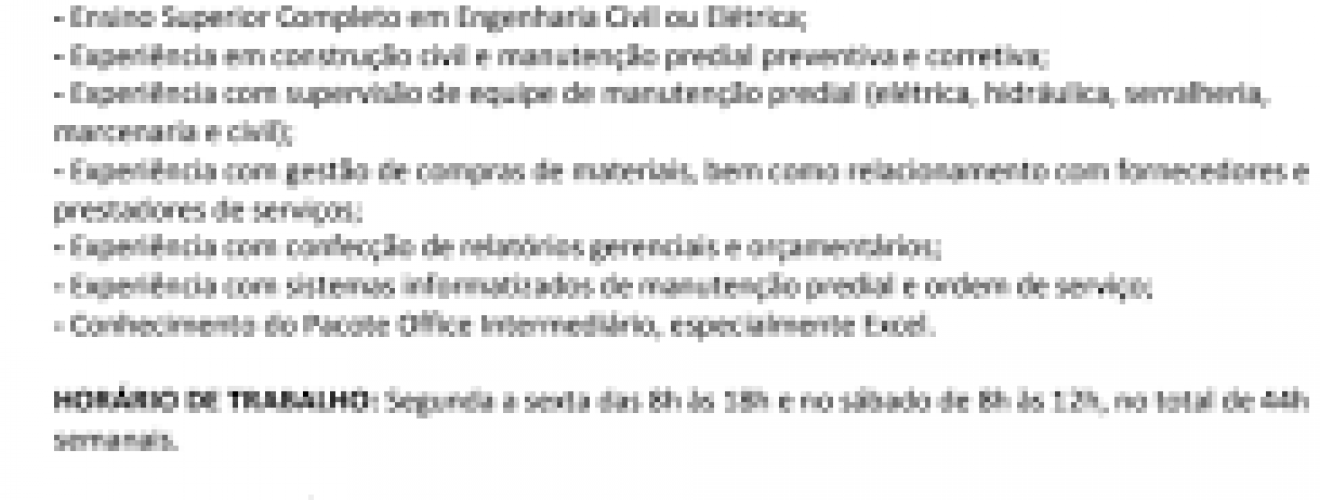 - Ensino Superior Completo em Engenharia Civil ou Elétrica;
- Experiência em construção civil e manutenção predial preventiva e corretiva;
- Experiência com supervisão de equipe de manutenção predial (elétrica, hidráulica, serralheria,
marcenaria e civil);
- Experiência com gestão de compras de materiais, bem como relacionamento com fornecedores e
prestadores de serviços;
- Experiência com confecção de relatórios gerenciais e orçamentários;
- Experiência com sistemas informatizados de manutenção predial e ordem de serviço;
- Conhecimento do Pacote Office Intermediário, especialmente Excel.
HORÁRIO DE TRABALHO: Segunda a sexta das 8h às 18h e no sábado de 8h às 12h, no total de 44h
semanais.